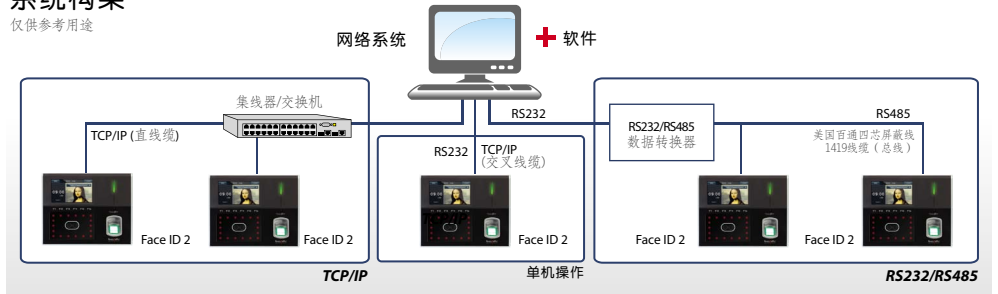 系统构架
仅供参考用途
网络系统
软件
集线器/交换机
TCP/IP (直线缆)
RS232
RS232
TCP/IP
(交叉线缆)
RS232/RS485
数据转换器
RS485
美国百通四芯屏蔽线
1419线缆（总线）
Face ID 2
Face ID 2
Face ID 2
Face ID 2
Face ID 2
TCP/IP
单机操作
RS232/RS485